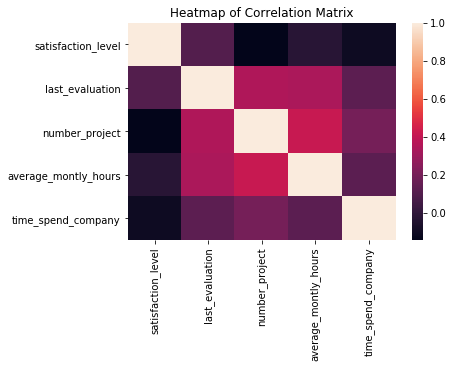 Heatmap of Correlation Matrix
satisfaction_level
last_evaluation
number_project
average_montly_hours
time_spend_company
satisfaction_level
last_evaluation
number_project
average_montly_hours
time_spend_company
1.0
0.8
0.6
0.4
0.2
0.0